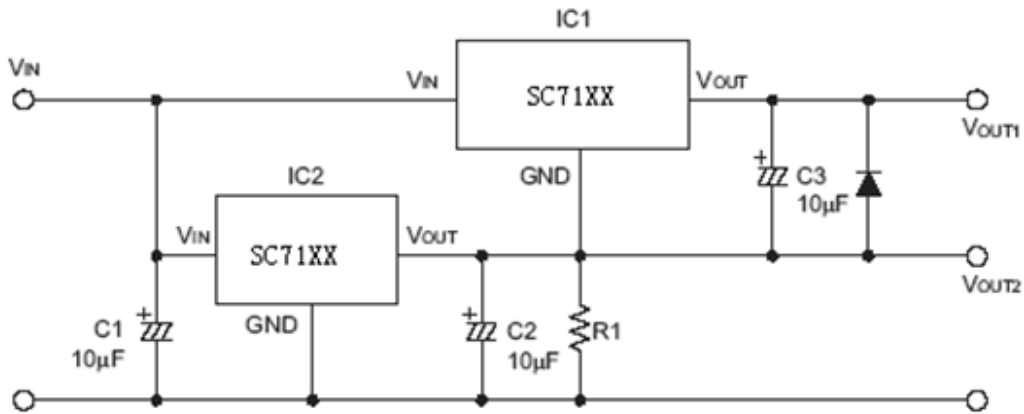 IC1
VIN
VIN
SC71XX
VOUT
VOUT1
GND
C3
10µF
+
IC2
VIN
SC71XX
VOUT
VOUT2
GND
+
C1
10µF
+
C2
10µF
R1